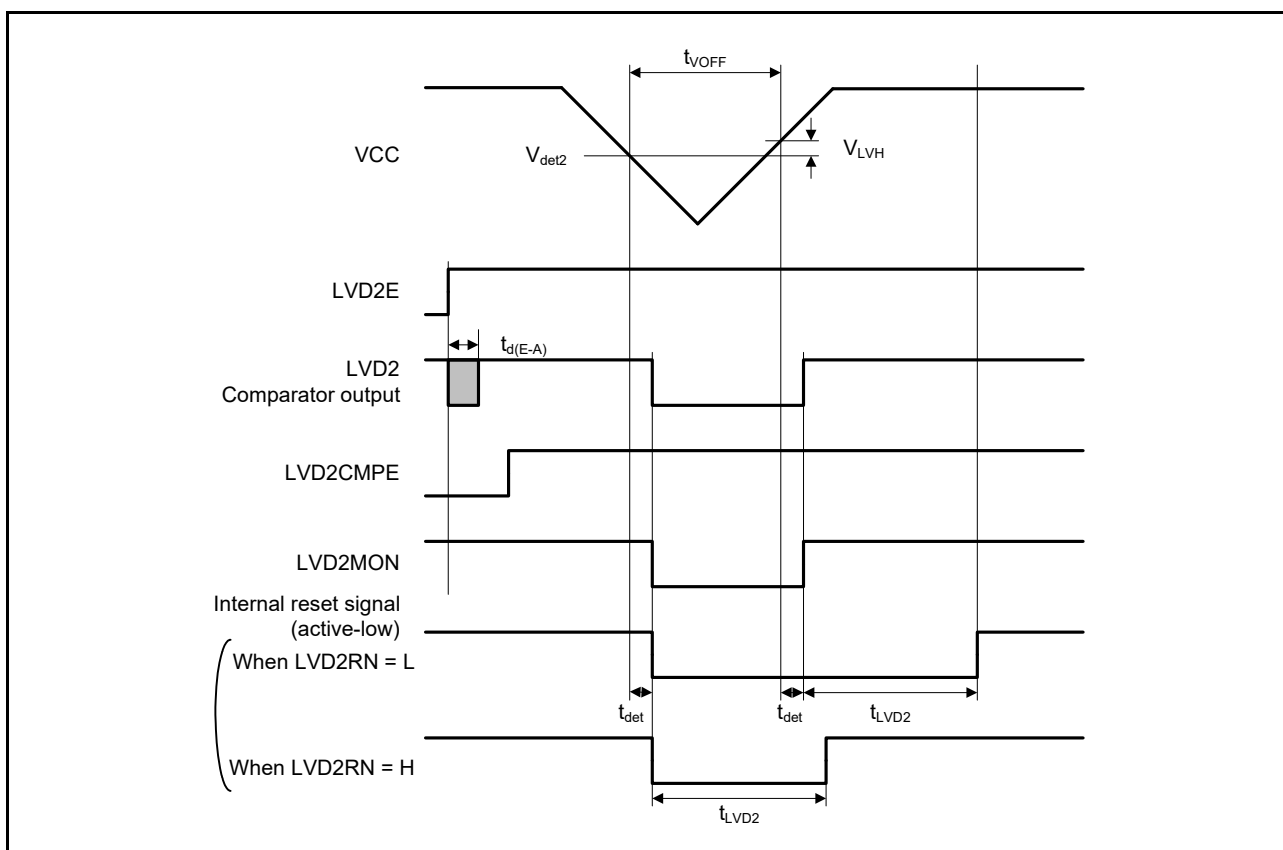 tVOFF
VCC
Vdet2
VLVH
LVD2E
td(E-A)
LVD2
Comparator output
LVD2CMPE
LVD2MON
Internal reset signal
(active-low)
When LVD2RN = L
tdet
tdet
tLVD2
When LVD2RN = H
tLVD2